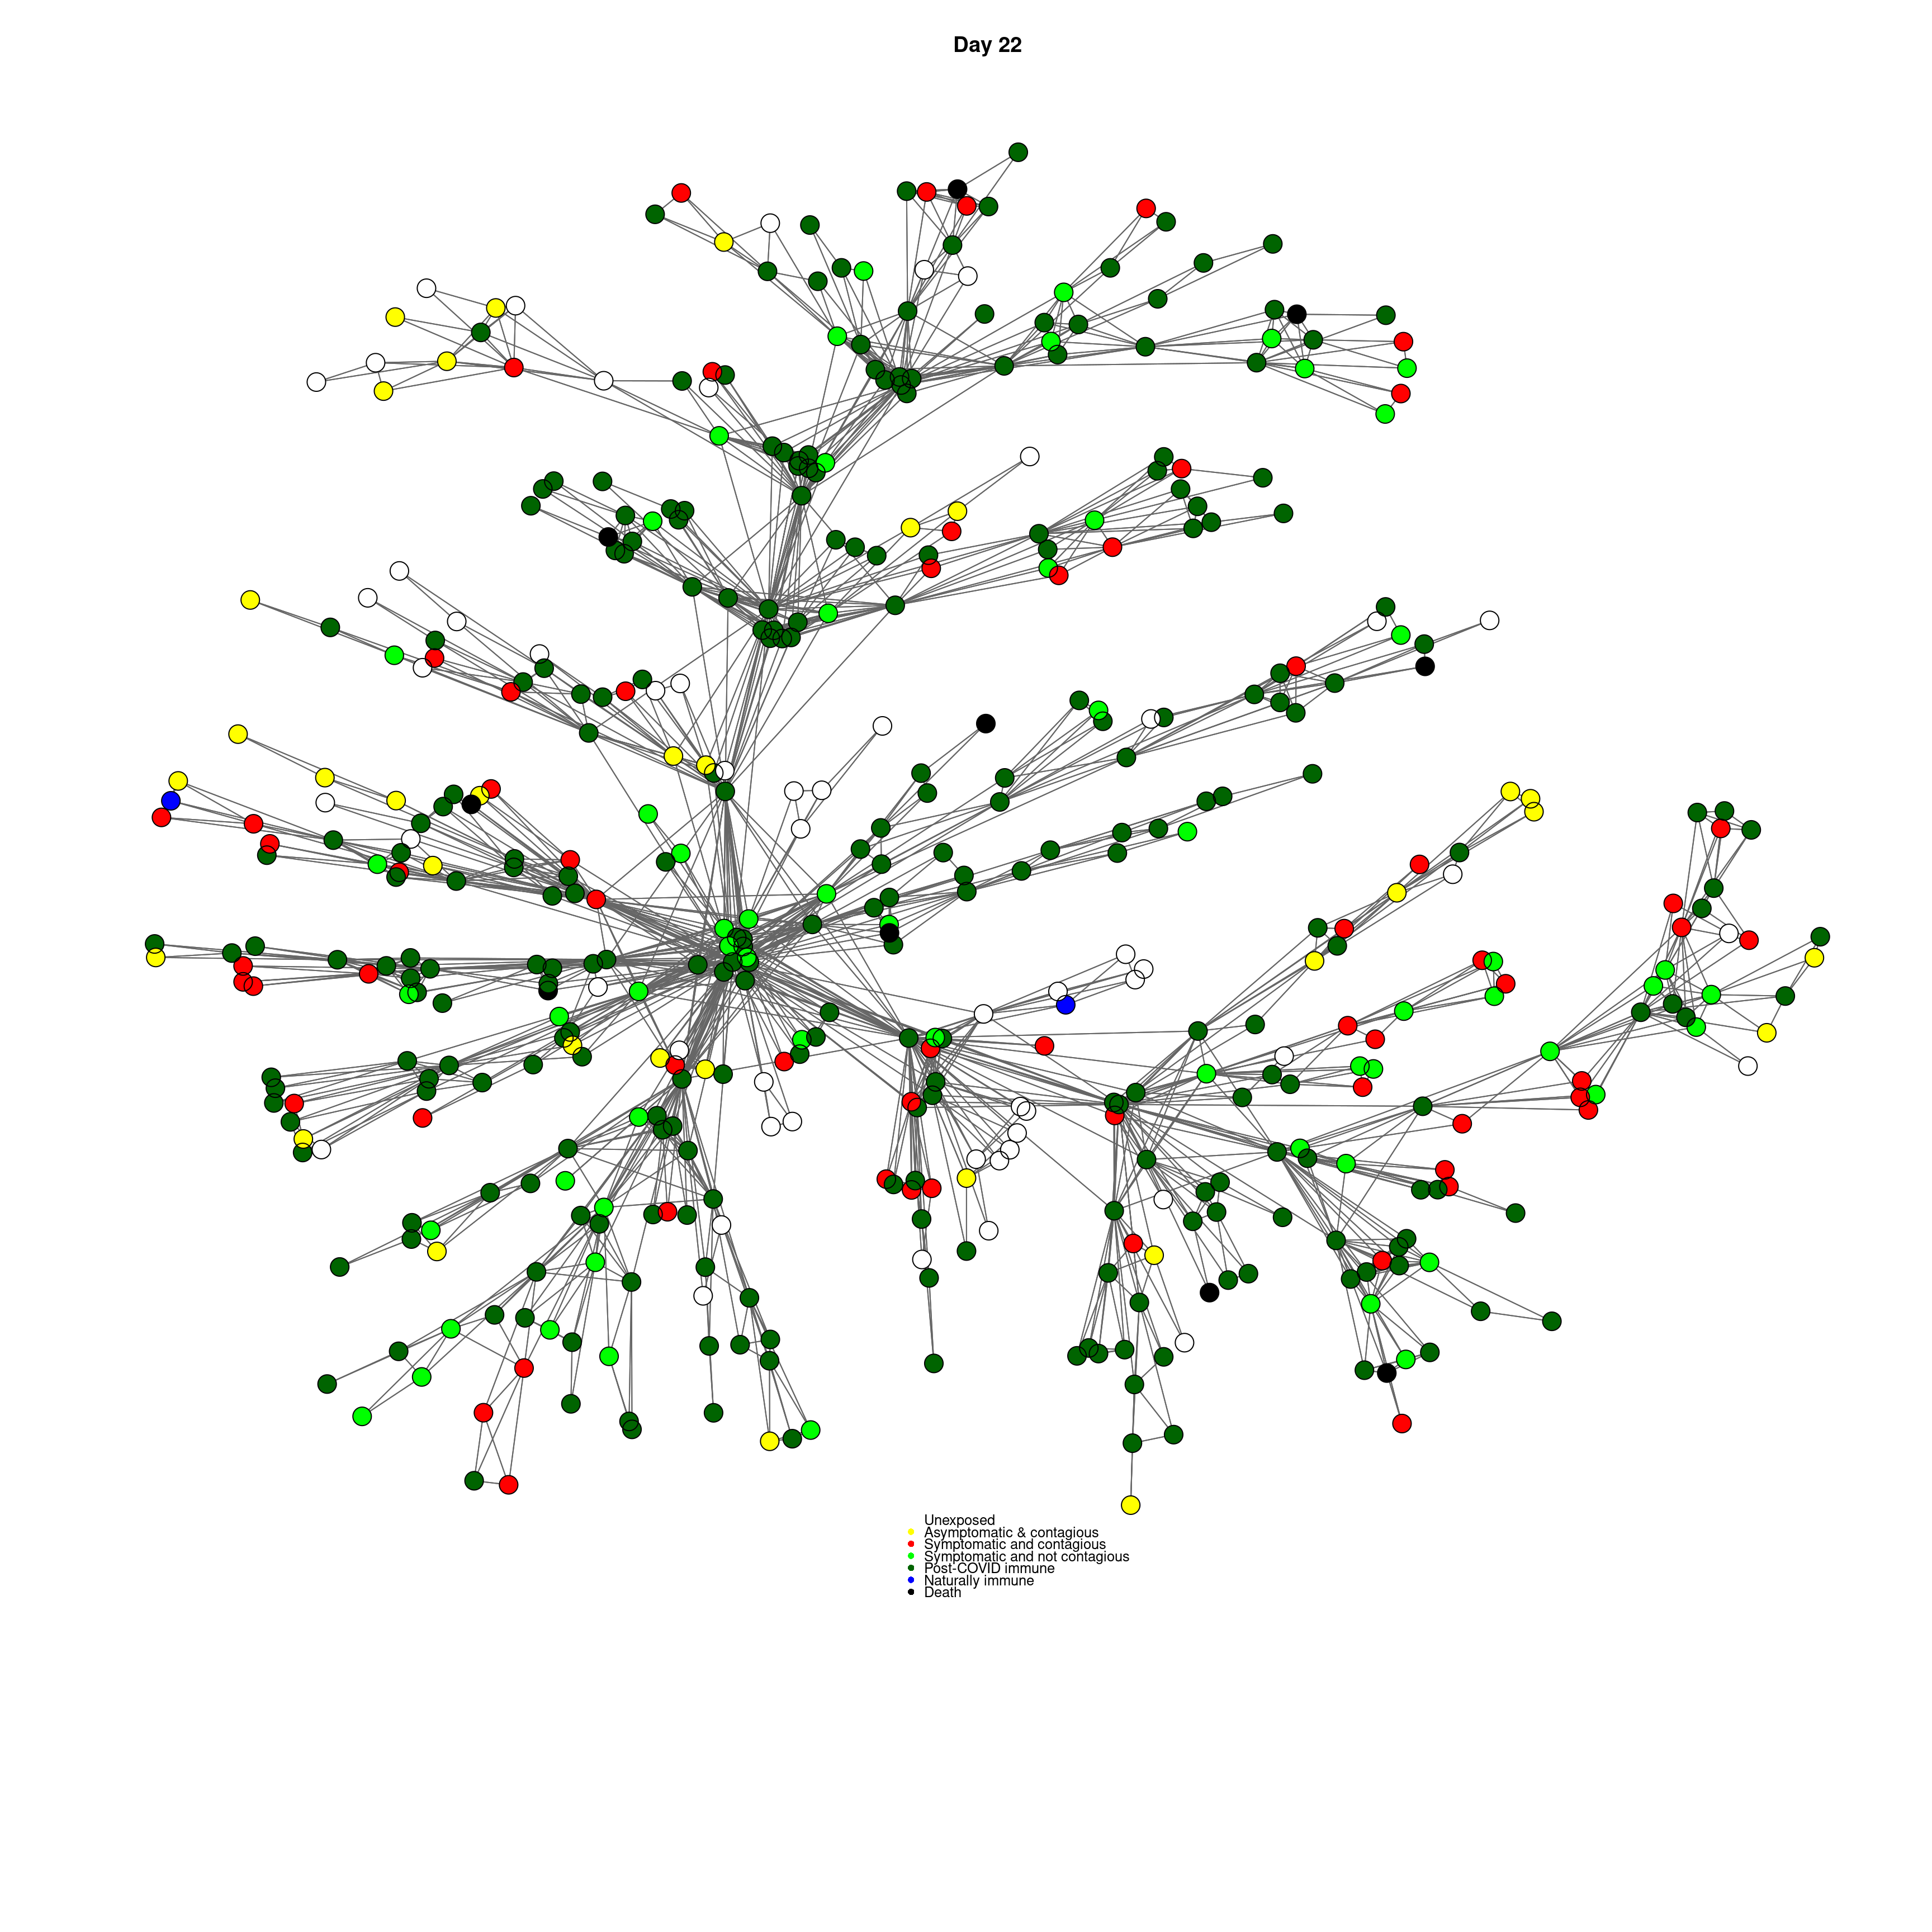 Day 22
Unexposed
Asymptomatic & contagious
Symptomatic and contagious
Symptomatic and not contagious
Post-COVID immune
Naturally immune
Death